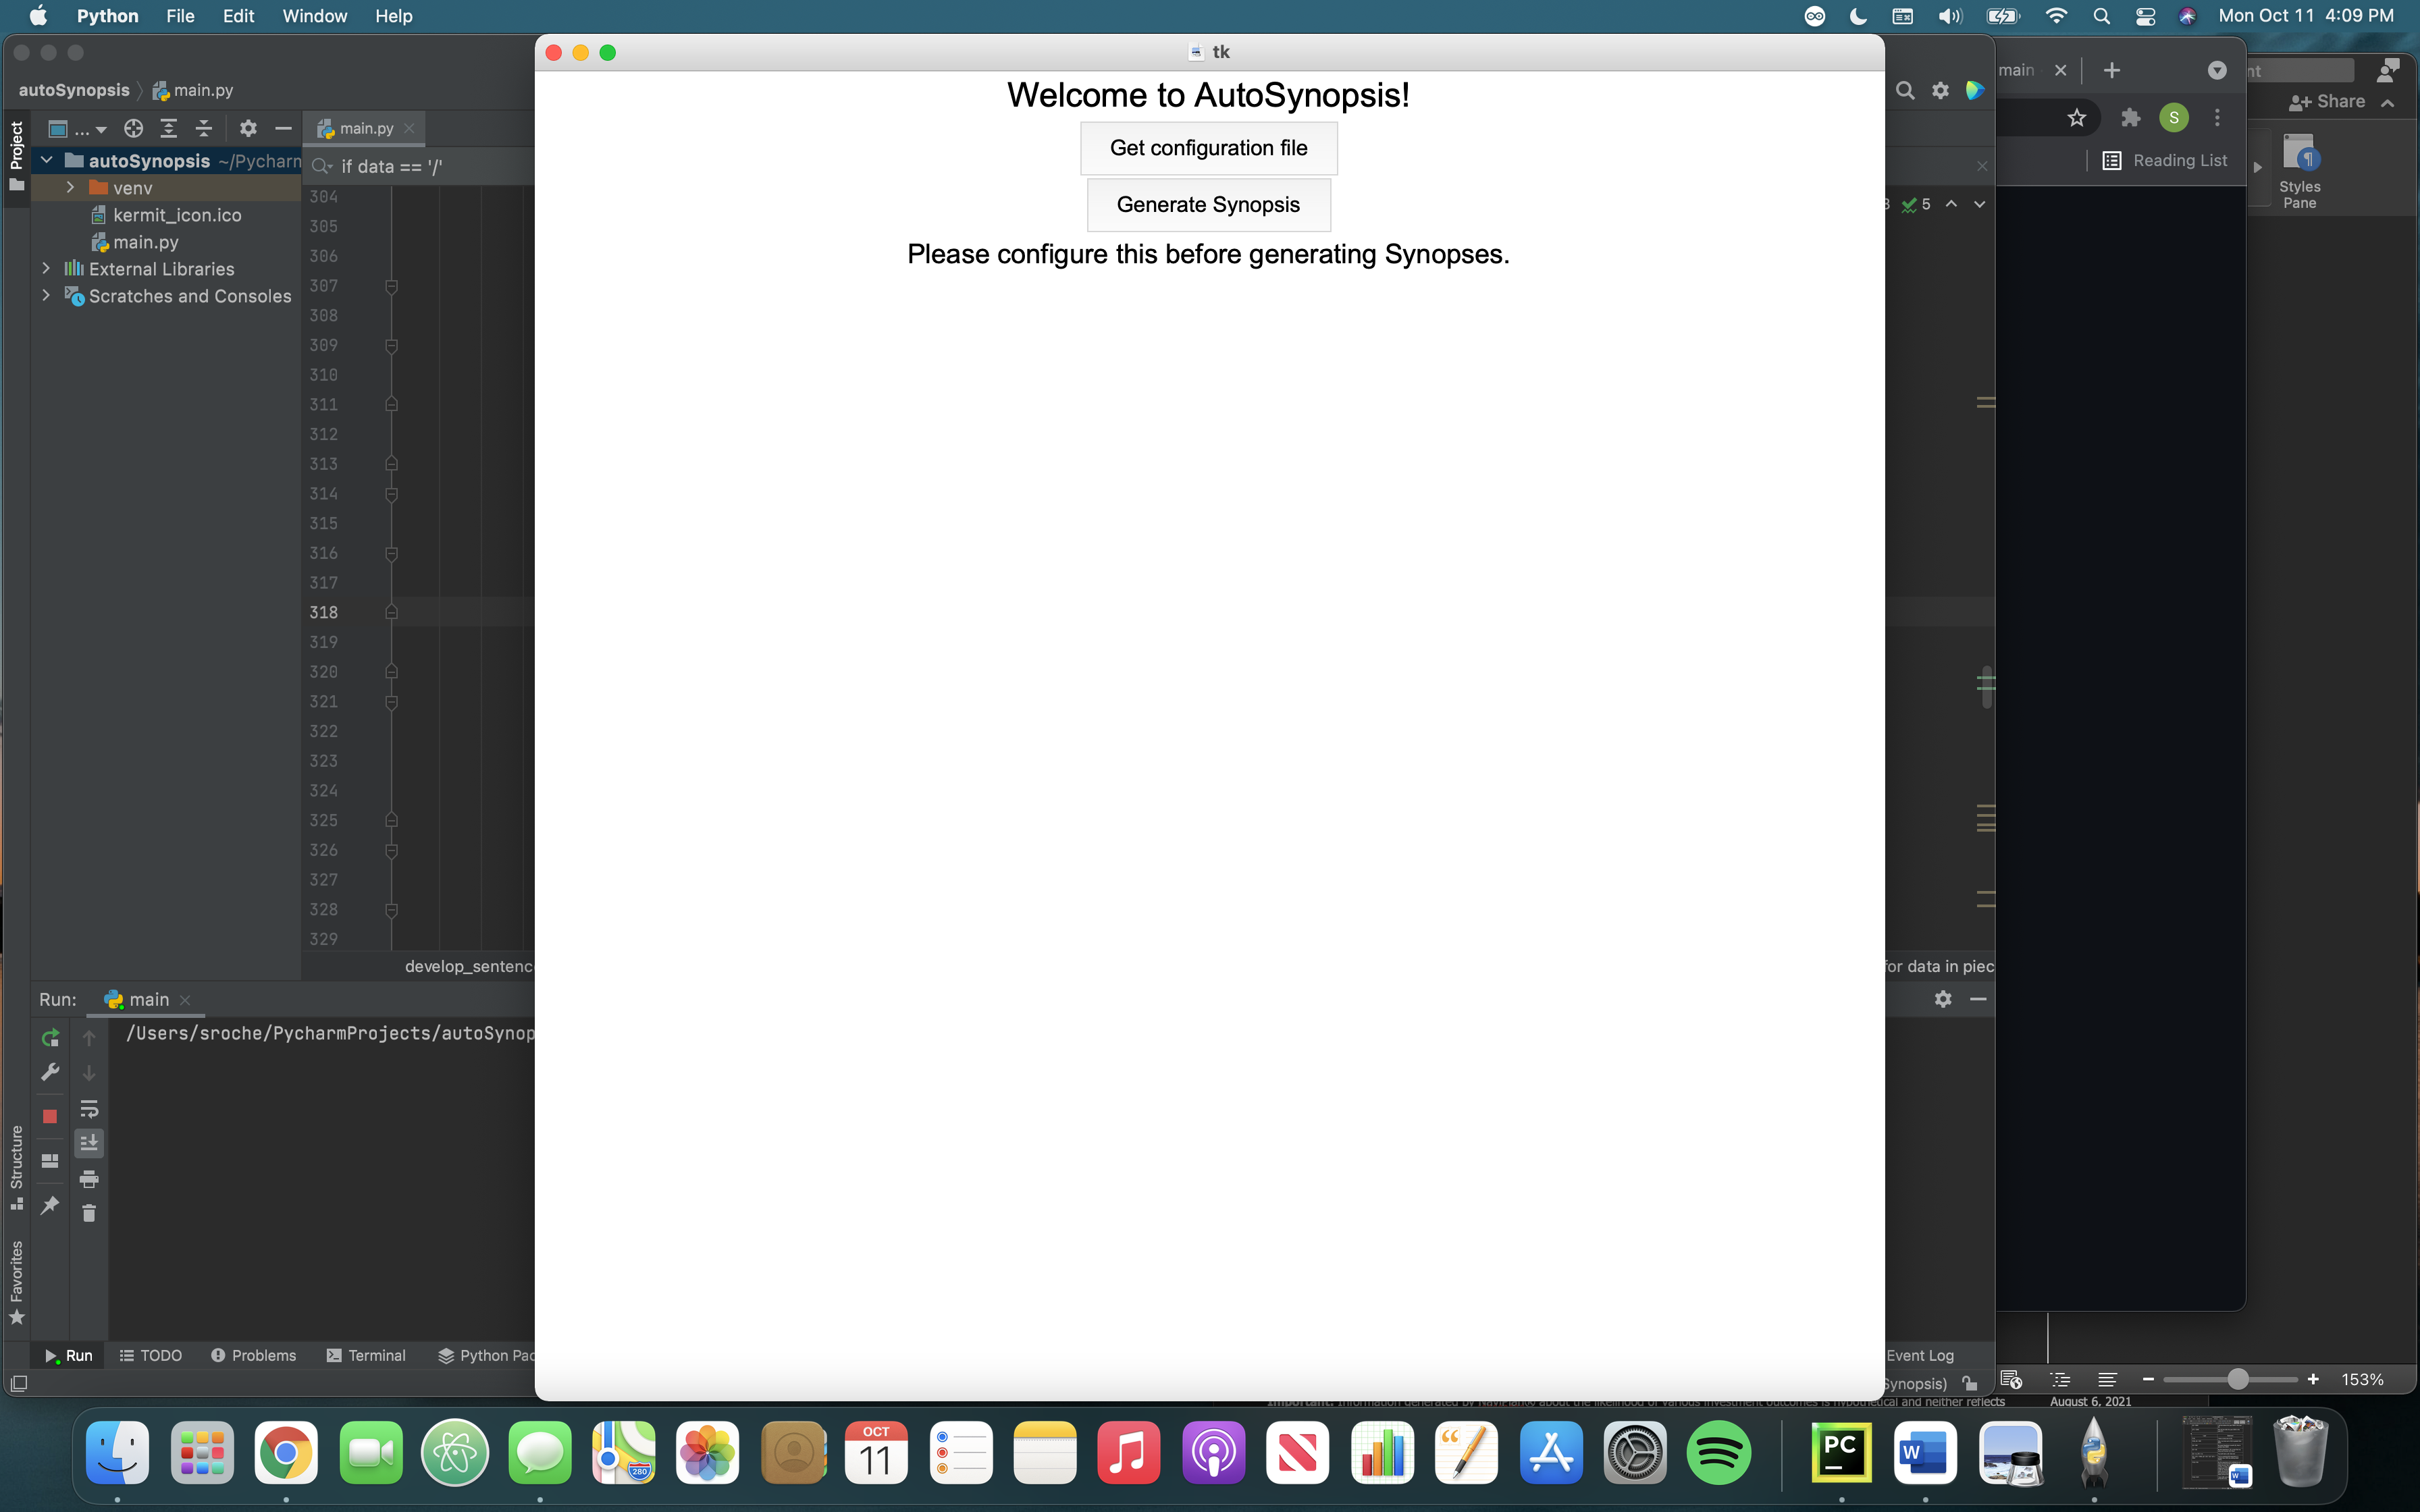 Python File Edit Window Help
Mon Oct 11 4:09 PM
tk
autoSynopsis
main.py
main
Share
Project
...
main.py
S
if data == '/'
Reading List
Styles
Pane
autoSynopsis ~/Pycharm
venv
kermit_icon.ico
main.py
External Libraries
Scratches and Consoles
Welcome to AutoSynopsis!
Get configuration file
Generate Synopsis
Please configure this before generating Synopses.
5
304
305
306
307
308
309
310
311
312
313
314
315
316
317
318
319
320
321
322
323
324
325
326
327
328
329
for data in piec
Run:
main
/Users/sroche/PycharmProjects/autoSynop
Structure
Favorites
Run
TODO
Problems
Terminal
Python
Event Log
153%
August 6, 2021
OCT
11
280
PC
W